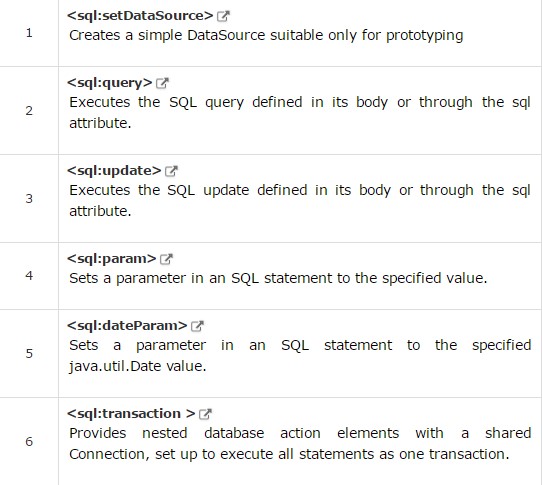 1
<sql:setDataSource>
Creates a simple DataSource suitable only for prototyping
2
<sql:query>
Executes the SQL query defined in its body or through the sql
attribute.
3
<sql:update>
Executes the SQL update defined in its body or through the sql
attribute.
4
<sql:param>
Sets a parameter in an SQL statement to the specified value.
5
<sql:dateParam>
Sets a parameter in an SQL statement to the specified
java.util.Date value.
6
<sql:transaction >
Provides nested database action elements with a shared
Connection, set up to execute all statements as one transaction.